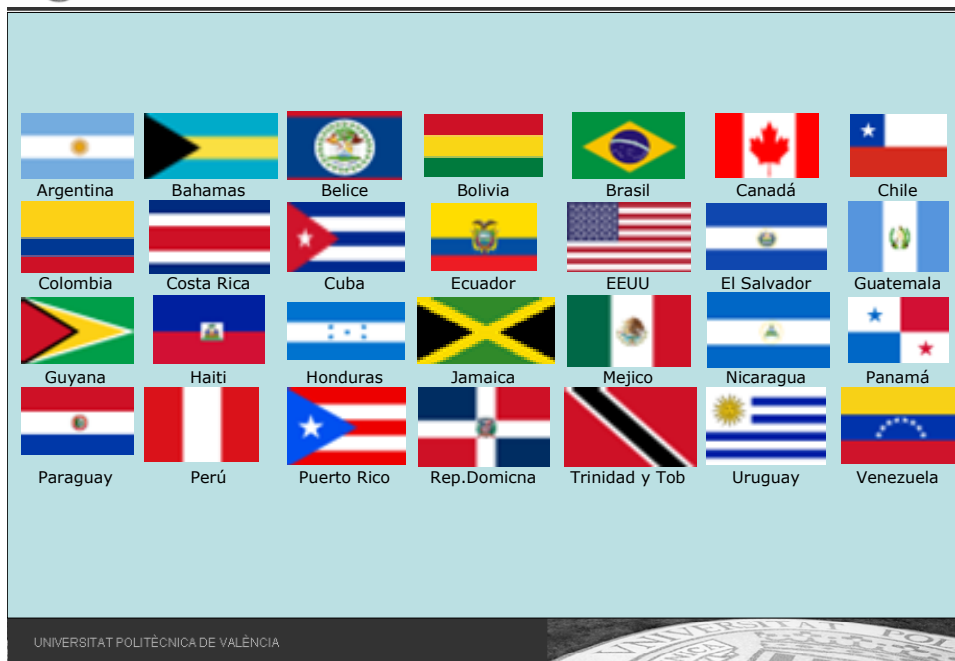 Argentina Bahamas Belice Bolivia Brasil Canadá Chile
Colombia Costa Rica Cuba Ecuador EEUU El Salvador Guatemala
Guyana Haiti Honduras Jamaica Mejico Nicaragua Panamá
Paraguay Perú Puerto Rico Rep.Domicna Trinidad y Tob Uruguay Venezuela
UNIVERSITAT POLITÈCNICA DE VALÈNCIA